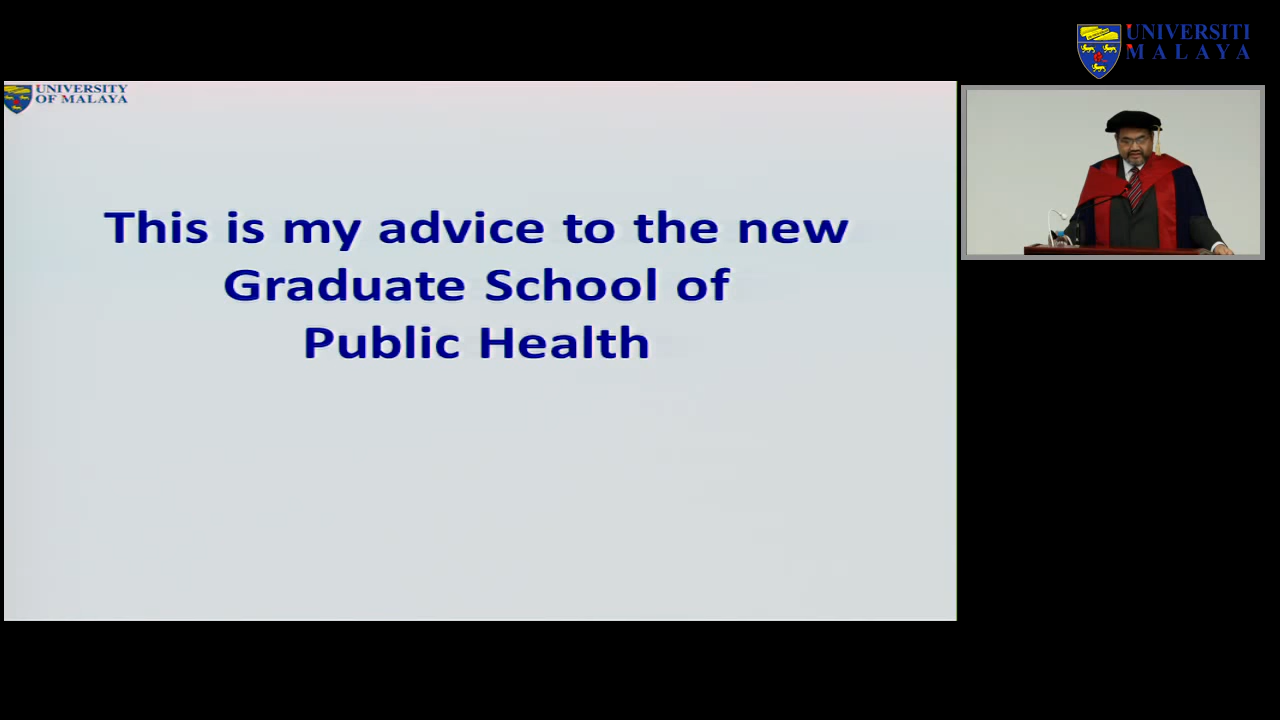 UNIVERSITI
MALAYA
UNIVERSITY
OF MALAYA
This is my advice to the new
Graduate School of
Public Health